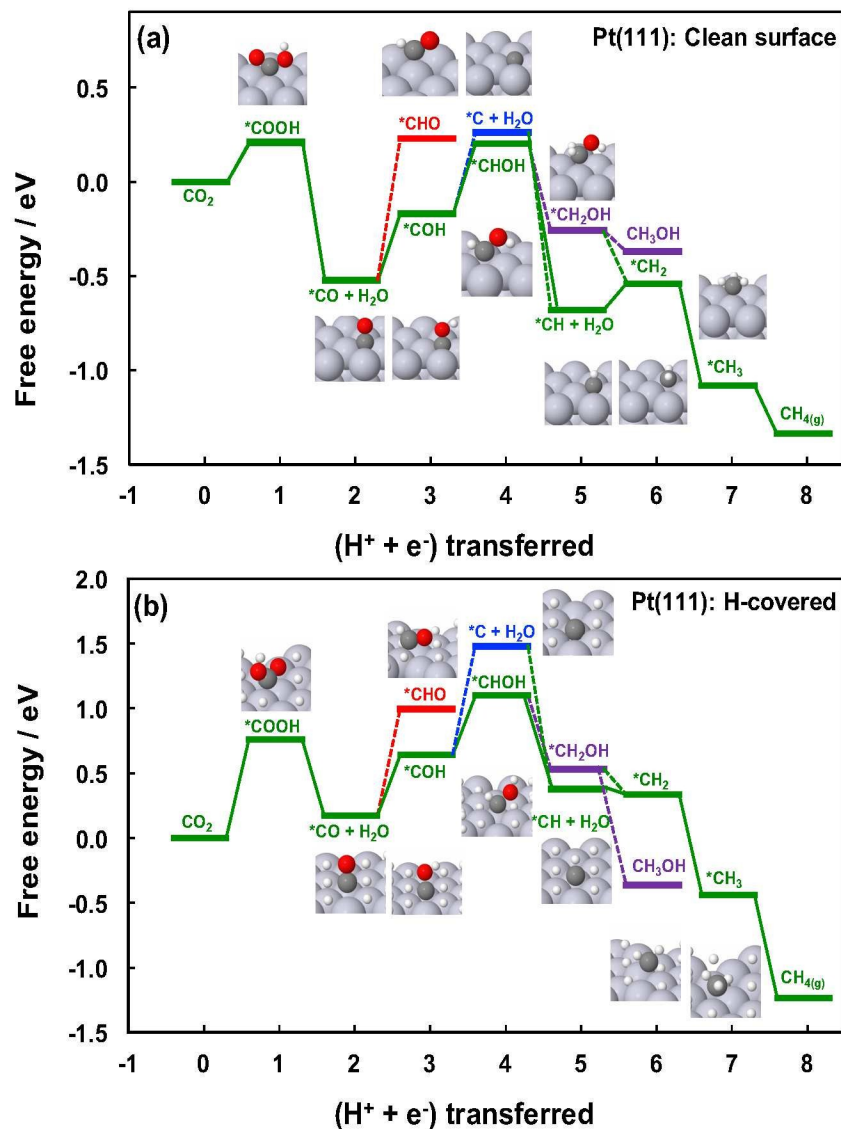 (a)
Pt(111): Clean surface
Free energy / eV
0.5
0.0
-0.5
-1.0
-1.5
CO₂
*COOH
*CO + H₂O
*CHO
*COH
*C + H₂O
*CHOH
*CH₂OH
CH₃OH
*CH + H₂O
*CH₂
*CH₃
CH₄(g)
-1 0 1 2 3 4 5 6 7 8
(H⁺ + e⁻) transferred
(b)
Pt(111): H-covered
Free energy / eV
2.0
1.5
1.0
0.5
0.0
-0.5
-1.0
-1.5
CO₂
*COOH
*CO + H₂O
*CHO
*COH
*C + H₂O
*CHOH
*CH₂OH
*CH + H₂O
*CH₂
CH₃OH
*CH₃
CH₄(g)
-1 0 1 2 3 4 5 6 7 8
(H⁺ + e⁻) transferred